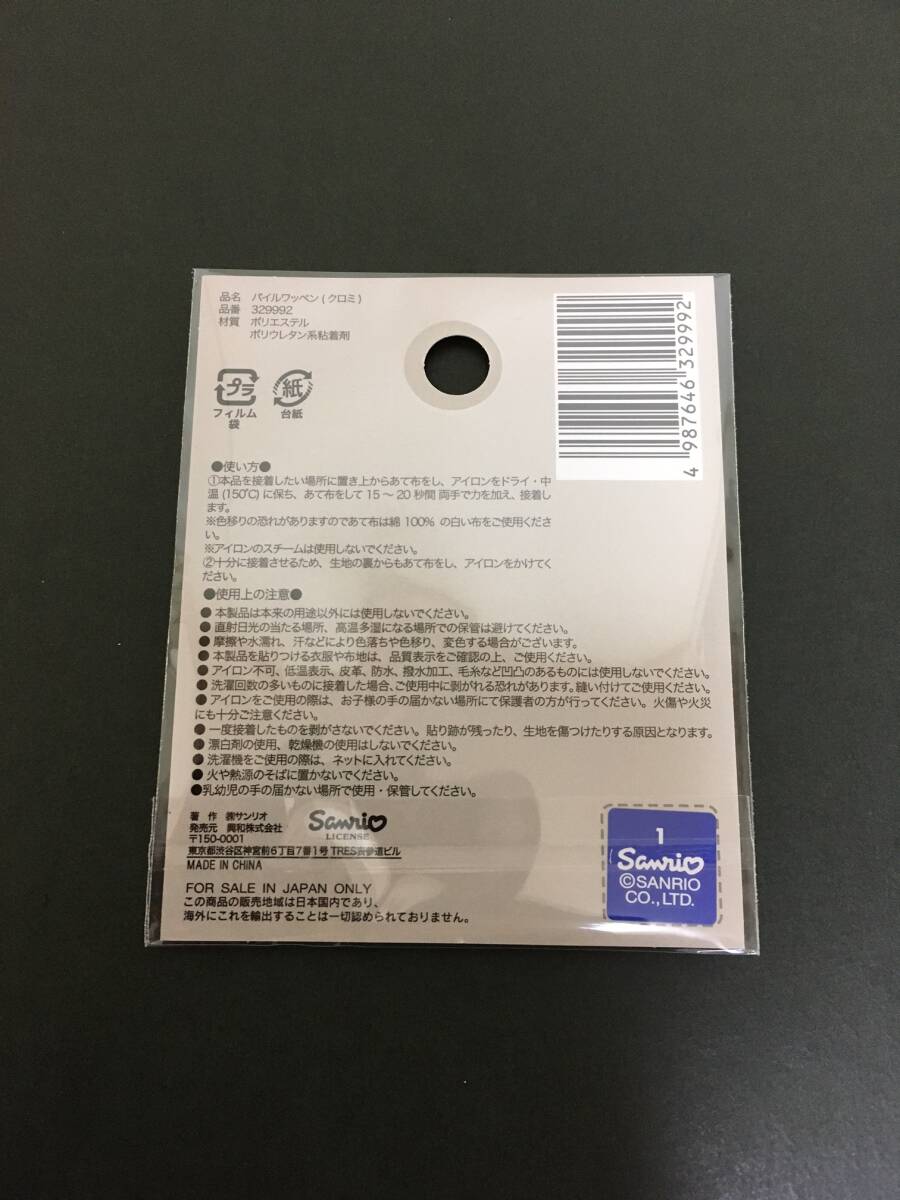 品名 パイルワッペン(クロミ)
品番 329992
材質 ポリエステル
ポリウレタン系粘着剤
プラ
フィルム
袋
紙
台紙
4 987646 329992
●使い方●
①本品を接着したい場所に置き上からあて布をし、アイロンをドライ・中
温(150℃)に保ち、あて布をして15～20秒間 両手で力を加え、接着し
ます。
※色移りの恐れがありますのであて布は綿100%の白い布をご使用くださ
い。
※アイロンのスチームは使用しないでください。
②十分に接着させるため、生地の裏からもあて布をし、アイロンをかけてく
ださい。
●使用上の注意●
● 本製品は本来の用途以外には使用しないでください。
● 直射日光の当たる場所、高温多湿になる場所での保管は避けてください。
● 摩擦や水濡れ、汗などにより色落ちや色移り、変色する場合がございます。
● 本製品を貼りつける衣服や布地は、品質表示をご確認の上、ご使用ください。
● アイロン不可、低温表示、皮革、防水、撥水加工、毛糸など凹凸のあるものには使用しないでください。
● 洗濯回数の多いものに接着した場合、ご使用中に剥がれる恐れがあります。縫い付けてご使用ください。
● アイロンをご使用の際は、お子様の手の届かない場所にて保護者の方が行ってください。火傷や火災
にも十分ご注意ください。
● 一度接着したものを剥がさないでください。貼り跡が残ったり、生地を傷つけたりする原因となります。
● 漂白剤の使用、乾燥機の使用はしないでください。
● 洗濯機をご使用の際は、ネットに入れてください。
● 火や熱源のそばに置かないでください。
●乳幼児の手の届かない場所で使用・保管してください。
著 作 ㈱サンリオ
発売元 興和株式会社
〒150-0001
東京都渋谷区神宮前6丁目7番1号 TRES表参道ビル
MADE IN CHINA
Sanrio
LICENSE
FOR SALE IN JAPAN ONLY
この商品の販売地域は日本国内であり、
海外にこれを輸出することは一切認められておりません。
1
Sanrio
©SANRIO
CO.,LTD.